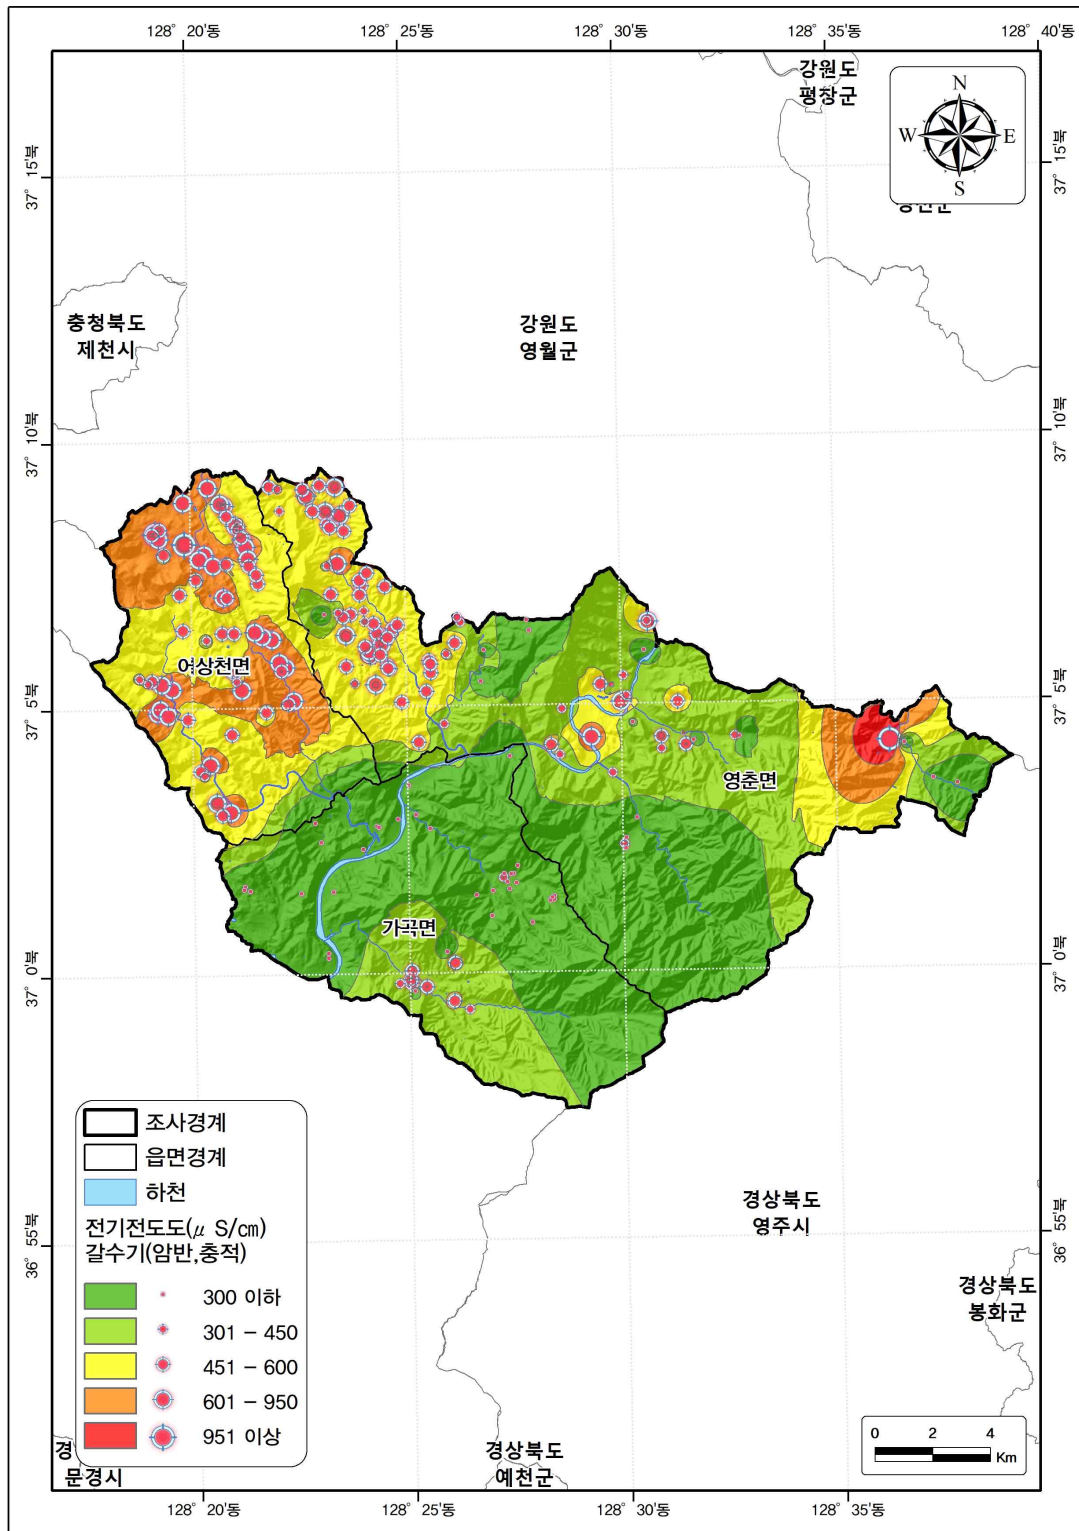 128° 20'동
128° 25'동
128° 30'동
128° 35'동
128° 40'동
강원도
평창군
N
W
E
S
37° 15'북
37° 15'북
충청북도
제천시
강원도
영월군
37° 10'북
37° 10'북
어상천면
37° 5'북
37° 5'북
영춘면
가곡면
37° 0'북
37° 0'북
조사경계
읍면경계
하천
전기전도도(μ S/㎝)
갈수기(암반,충적)
300 이하
301 – 450
451 – 600
601 – 950
951 이상
경상북도
영주시
36° 55'북
36° 55'북
경상북도
봉화군
0 2 4
Km
경
문경시
경상북도
예천군
128° 20'동
128° 25'동
128° 30'동
128° 35'동